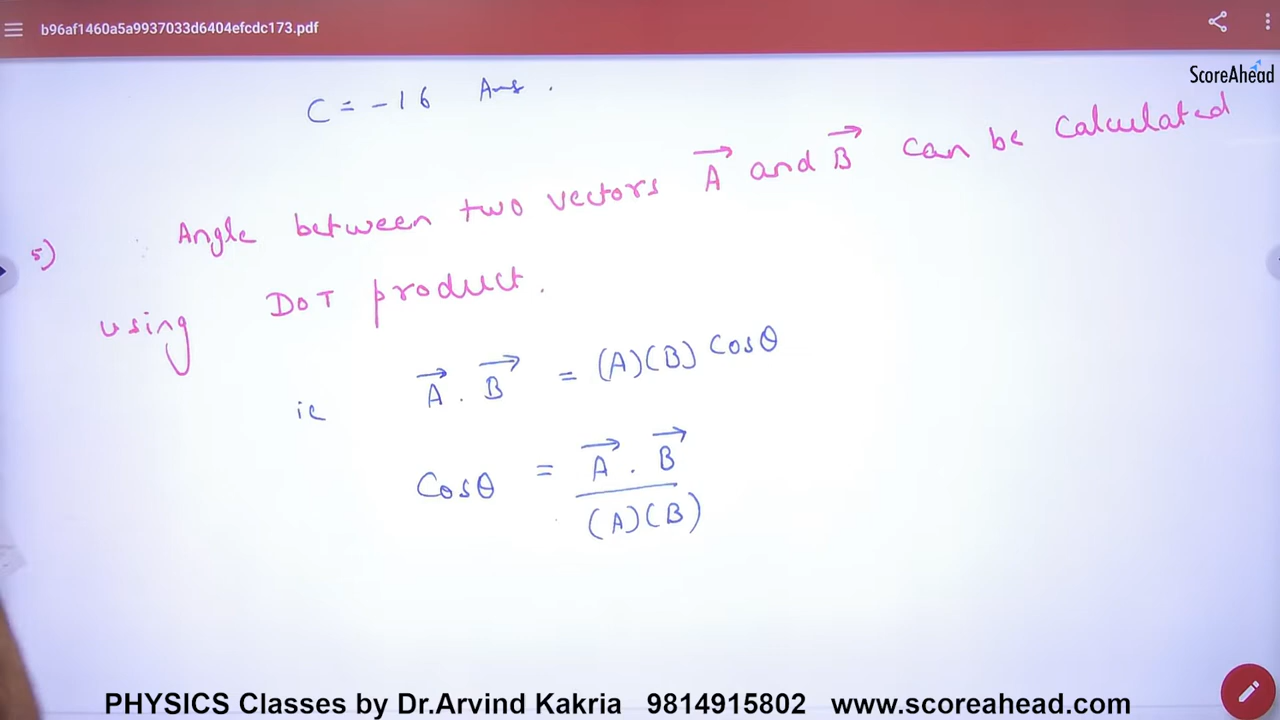 b96af1460a5a9937033d6404efcdc173.pdf
ScoreAhead
C = -16 Ans.
5) Angle between two vectors A⃗ and B⃗ can be calculated
using DOT product.
ie A⃗ . B⃗ = (A)(B) Cosθ
Cosθ = A⃗ . B⃗ / (A)(B)
PHYSICS Classes by Dr.Arvind Kakria 9814915802 www.scoreahead.com